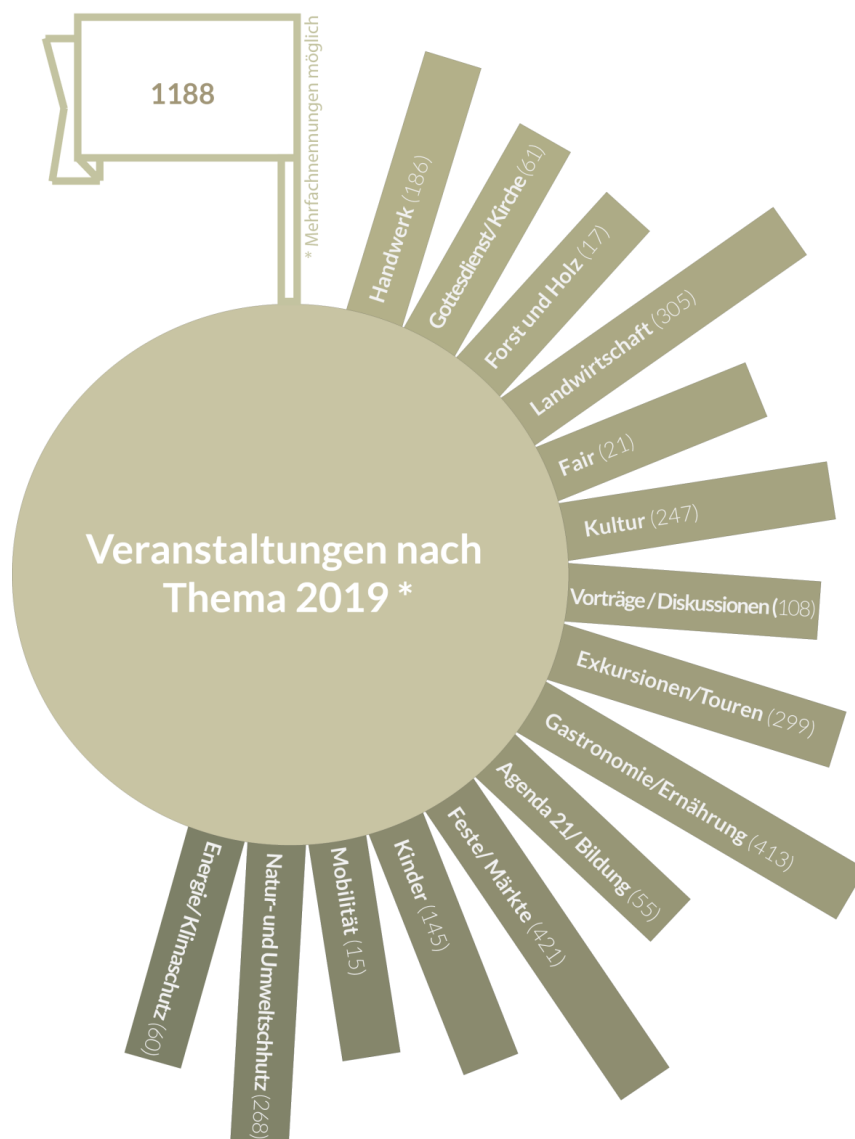 1188
* Mehrfachnennungen möglich
Veranstaltungen nach
Thema 2019 *
Handwerk (186)
Gottesdienst/Kirche (61)
Forst und Holz (17)
Landwirtschaft (305)
Fair (21)
Kultur (247)
Vorträge / Diskussionen (108)
Exkursionen/Touren (299)
Gastronomie/Ernährung (413)
Agenda 21/ Bildung (55)
Feste/ Märkte (421)
Kinder (145)
Mobilität (15)
Natur- und Umweltschhutz (268)
Energie/ Klimaschutz (60)